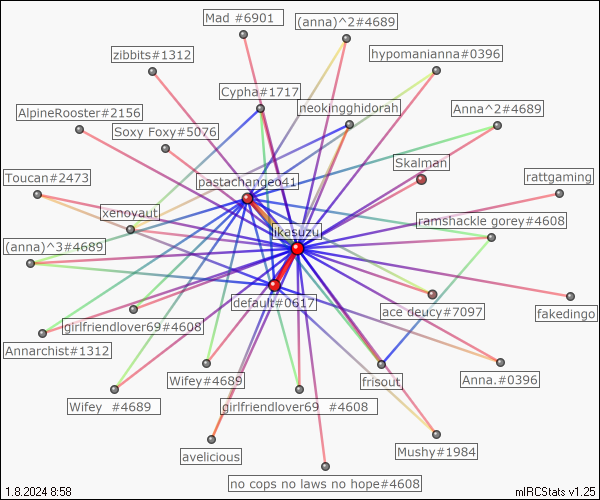 Mad #6901
(anna)^2#4689
zibbits#1312
hypomanianna#0396
Cypha#1717
neokingghidorah
AlpineRooster#2156
Anna^2#4689
Soxy Foxy#5076
Skalman
Toucan#2473
pastachangeo41
rattgaming
xenoyaut
ramshackle gorey#4608
likasuzu
(anna)^3#4689
default#0617
ace deucy#7097
fakedingo
girlfriendlover69#4608
Annarchist#1312
Wifey#4689
frisout
Anna.#0396
Wifey  #4689
girlfriendlover69  #4608
avelicious
Mushy#1984
no cops no laws no hope#4608
1.8.2024 8:58
mIRCStats v1.25